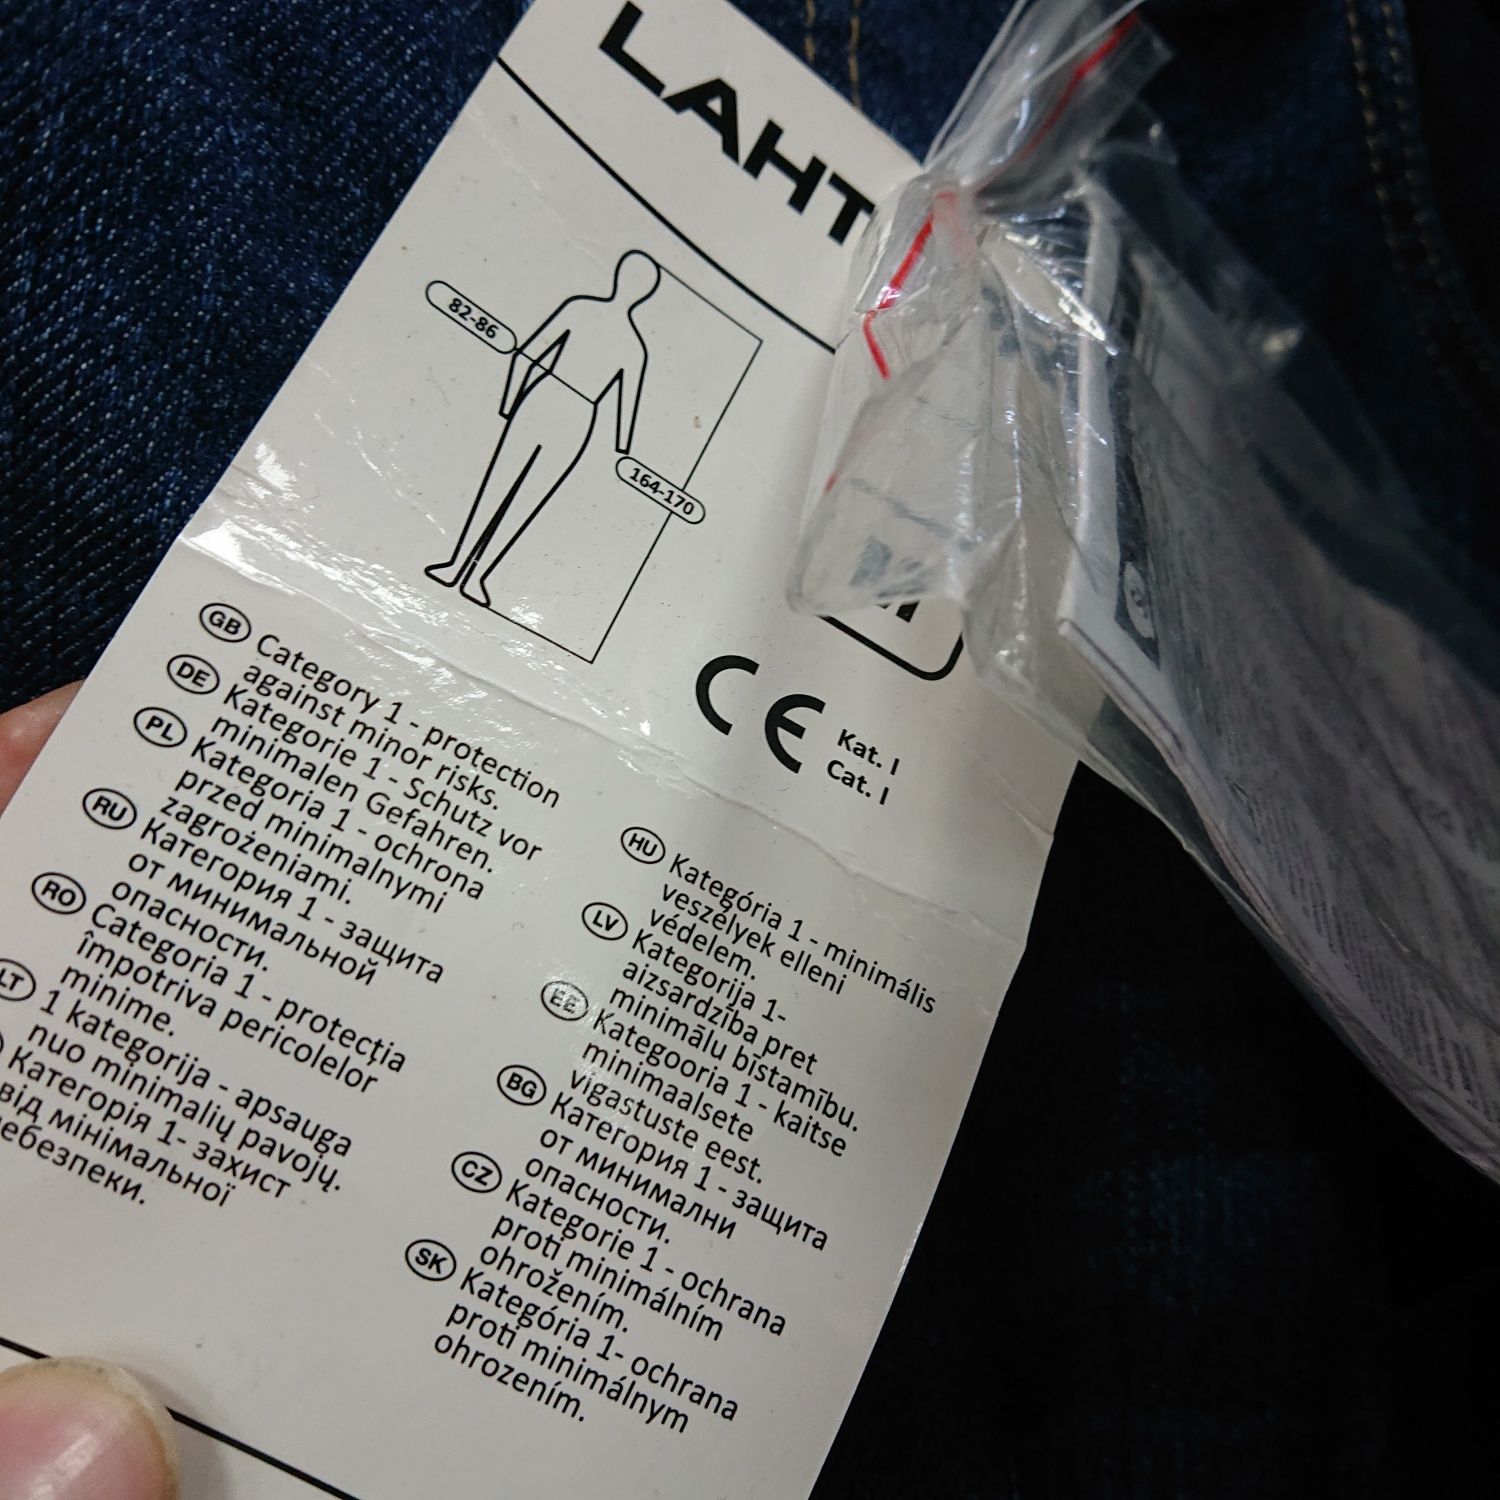 LAHT
82-86
164-170
CE
Kat. I
Cat. I
GB Category 1 - protection
against minor risks.
DE Kategorie 1 - Schutz vor
minimalen Gefahren.
PL Kategoria 1 - ochrona
przed minimalnymi
zagrożeniami.
RU Категория 1 - защита
от минимальной
опасности.
RO Categoria 1 - protecția
împotriva pericolelor
minime.
LT 1 kategorija - apsauga
nuo minimalių pavojų.
Категорія 1- захист
від мінімальної
ебезпеки.
HU Kategória 1 - minimális
veszélyek elleni
védelem.
LV Kategorija 1-
aizsardzība pret
minimālu bīstamību.
EE Kategooria 1 - kaitse
minimaalsete
vigastuste eest.
BG Категория 1 - защита
от минимални
опасности.
CZ Kategorie 1 - ochrana
proti minimálním
ohrožením.
SK Kategória 1- ochrana
proti minimálnym
ohrozením.